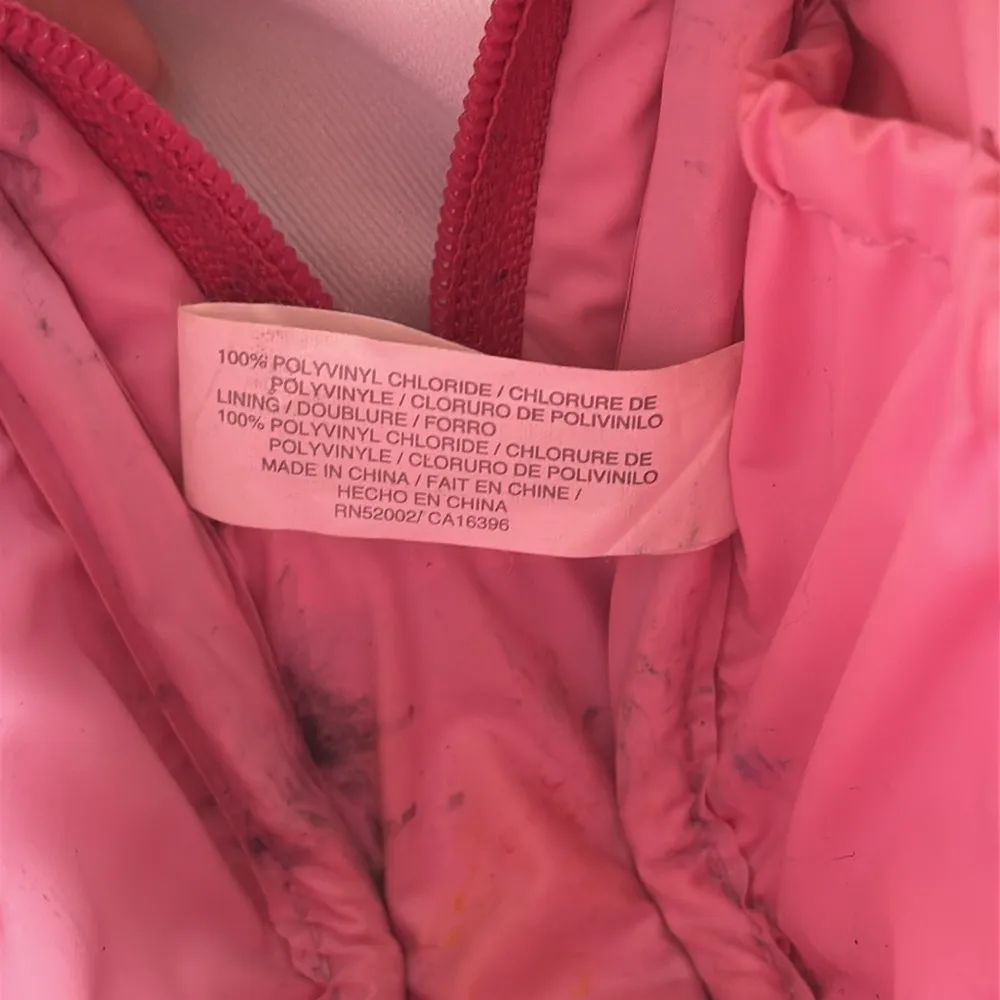 100% POLYVINYL CHLORIDE / CHLORURE DE
POLYVINYLE / CLORURO DE POLIVINILO
LINING / DOUBLURE / FORRO
100% POLYVINYL CHLORIDE / CHLORURE DE
POLYVINYLE / CLORURO DE POLIVINILO
MADE IN CHINA / FAIT EN CHINE /
HECHO EN CHINA
RN52002/ CA16396